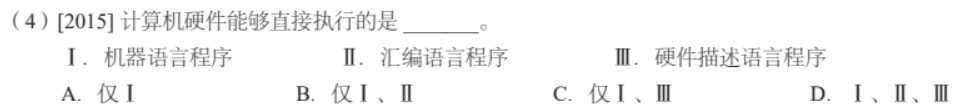 （4）[2015] 计算机硬件能够直接执行的是 ______。
Ⅰ. 机器语言程序 Ⅱ. 汇编语言程序 Ⅲ. 硬件描述语言程序
A. 仅Ⅰ B. 仅Ⅰ、Ⅱ C. 仅Ⅰ、Ⅲ D. Ⅰ、Ⅱ、Ⅲ